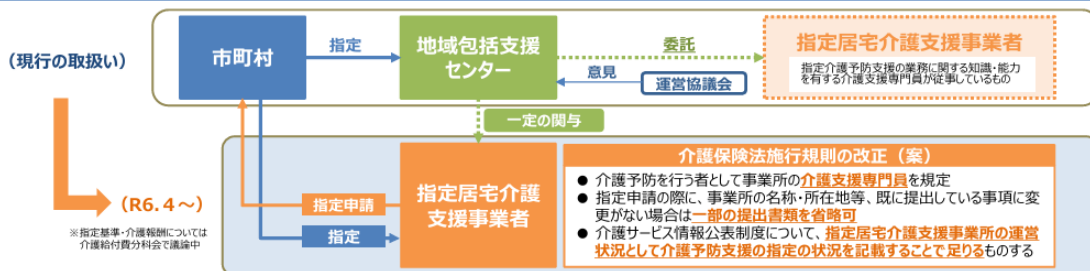 (現行の取扱い)
市町村
指定
地域包括支援
センター
委託
意見
運営協議会
指定居宅介護支援事業者
指定介護予防支援の業務に関する知識・能力
を有する介護支援専門員が従事しているもの
一定の関与
(R6.4～)
※指定基準・介護報酬については
介護給付費分科会で議論中
指定申請
指定
指定居宅介護
支援事業者
介護保険法施行規則の改正(案)
● 介護予防を行う者として事業所の介護支援専門員を規定
● 指定申請の際に、事業所の名称・所在地等、既に提出している事項に変
更がない場合は一部の提出書類を省略可
● 介護サービス情報公表制度について、指定居宅介護支援事業所の運営
状況として介護予防支援の指定の状況を記載することで足りるものする